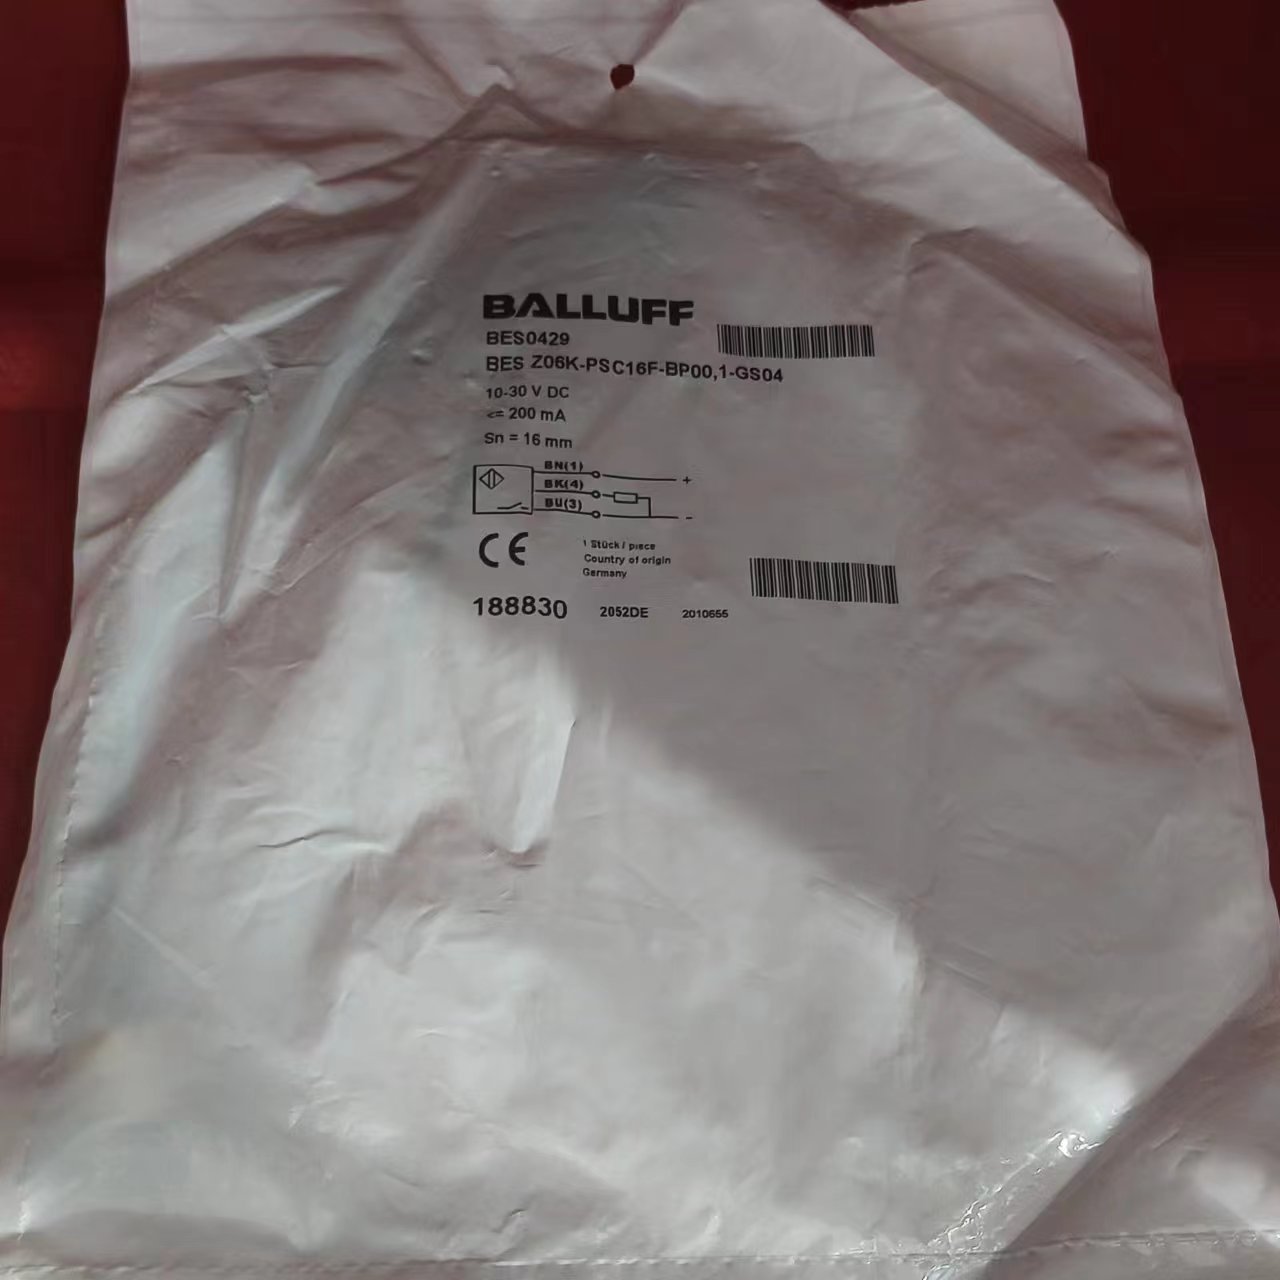 BALLUFF
BES0429
BES Z06K-PSC16F-BP00,1-GS04
10-30 V DC
<= 200 mA
Sn = 16 mm
BN(1) +
BK(4)
BU(3) -
CE
1 Stück / piece
Country of origin
Germany
188830 2052DE 2010655